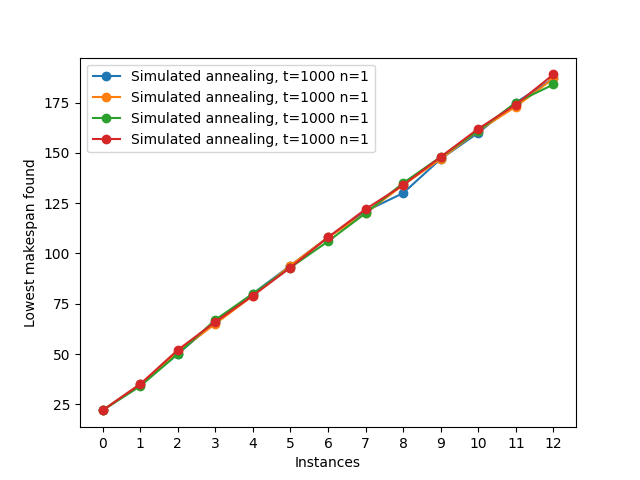 Simulated annealing, t=1000 n=1
Simulated annealing, t=1000 n=1
Simulated annealing, t=1000 n=1
Simulated annealing, t=1000 n=1
175
150
125
100
75
50
25
Lowest makespan found
0 1 2 3 4 5 6 7 8 9 10 11 12
Instances